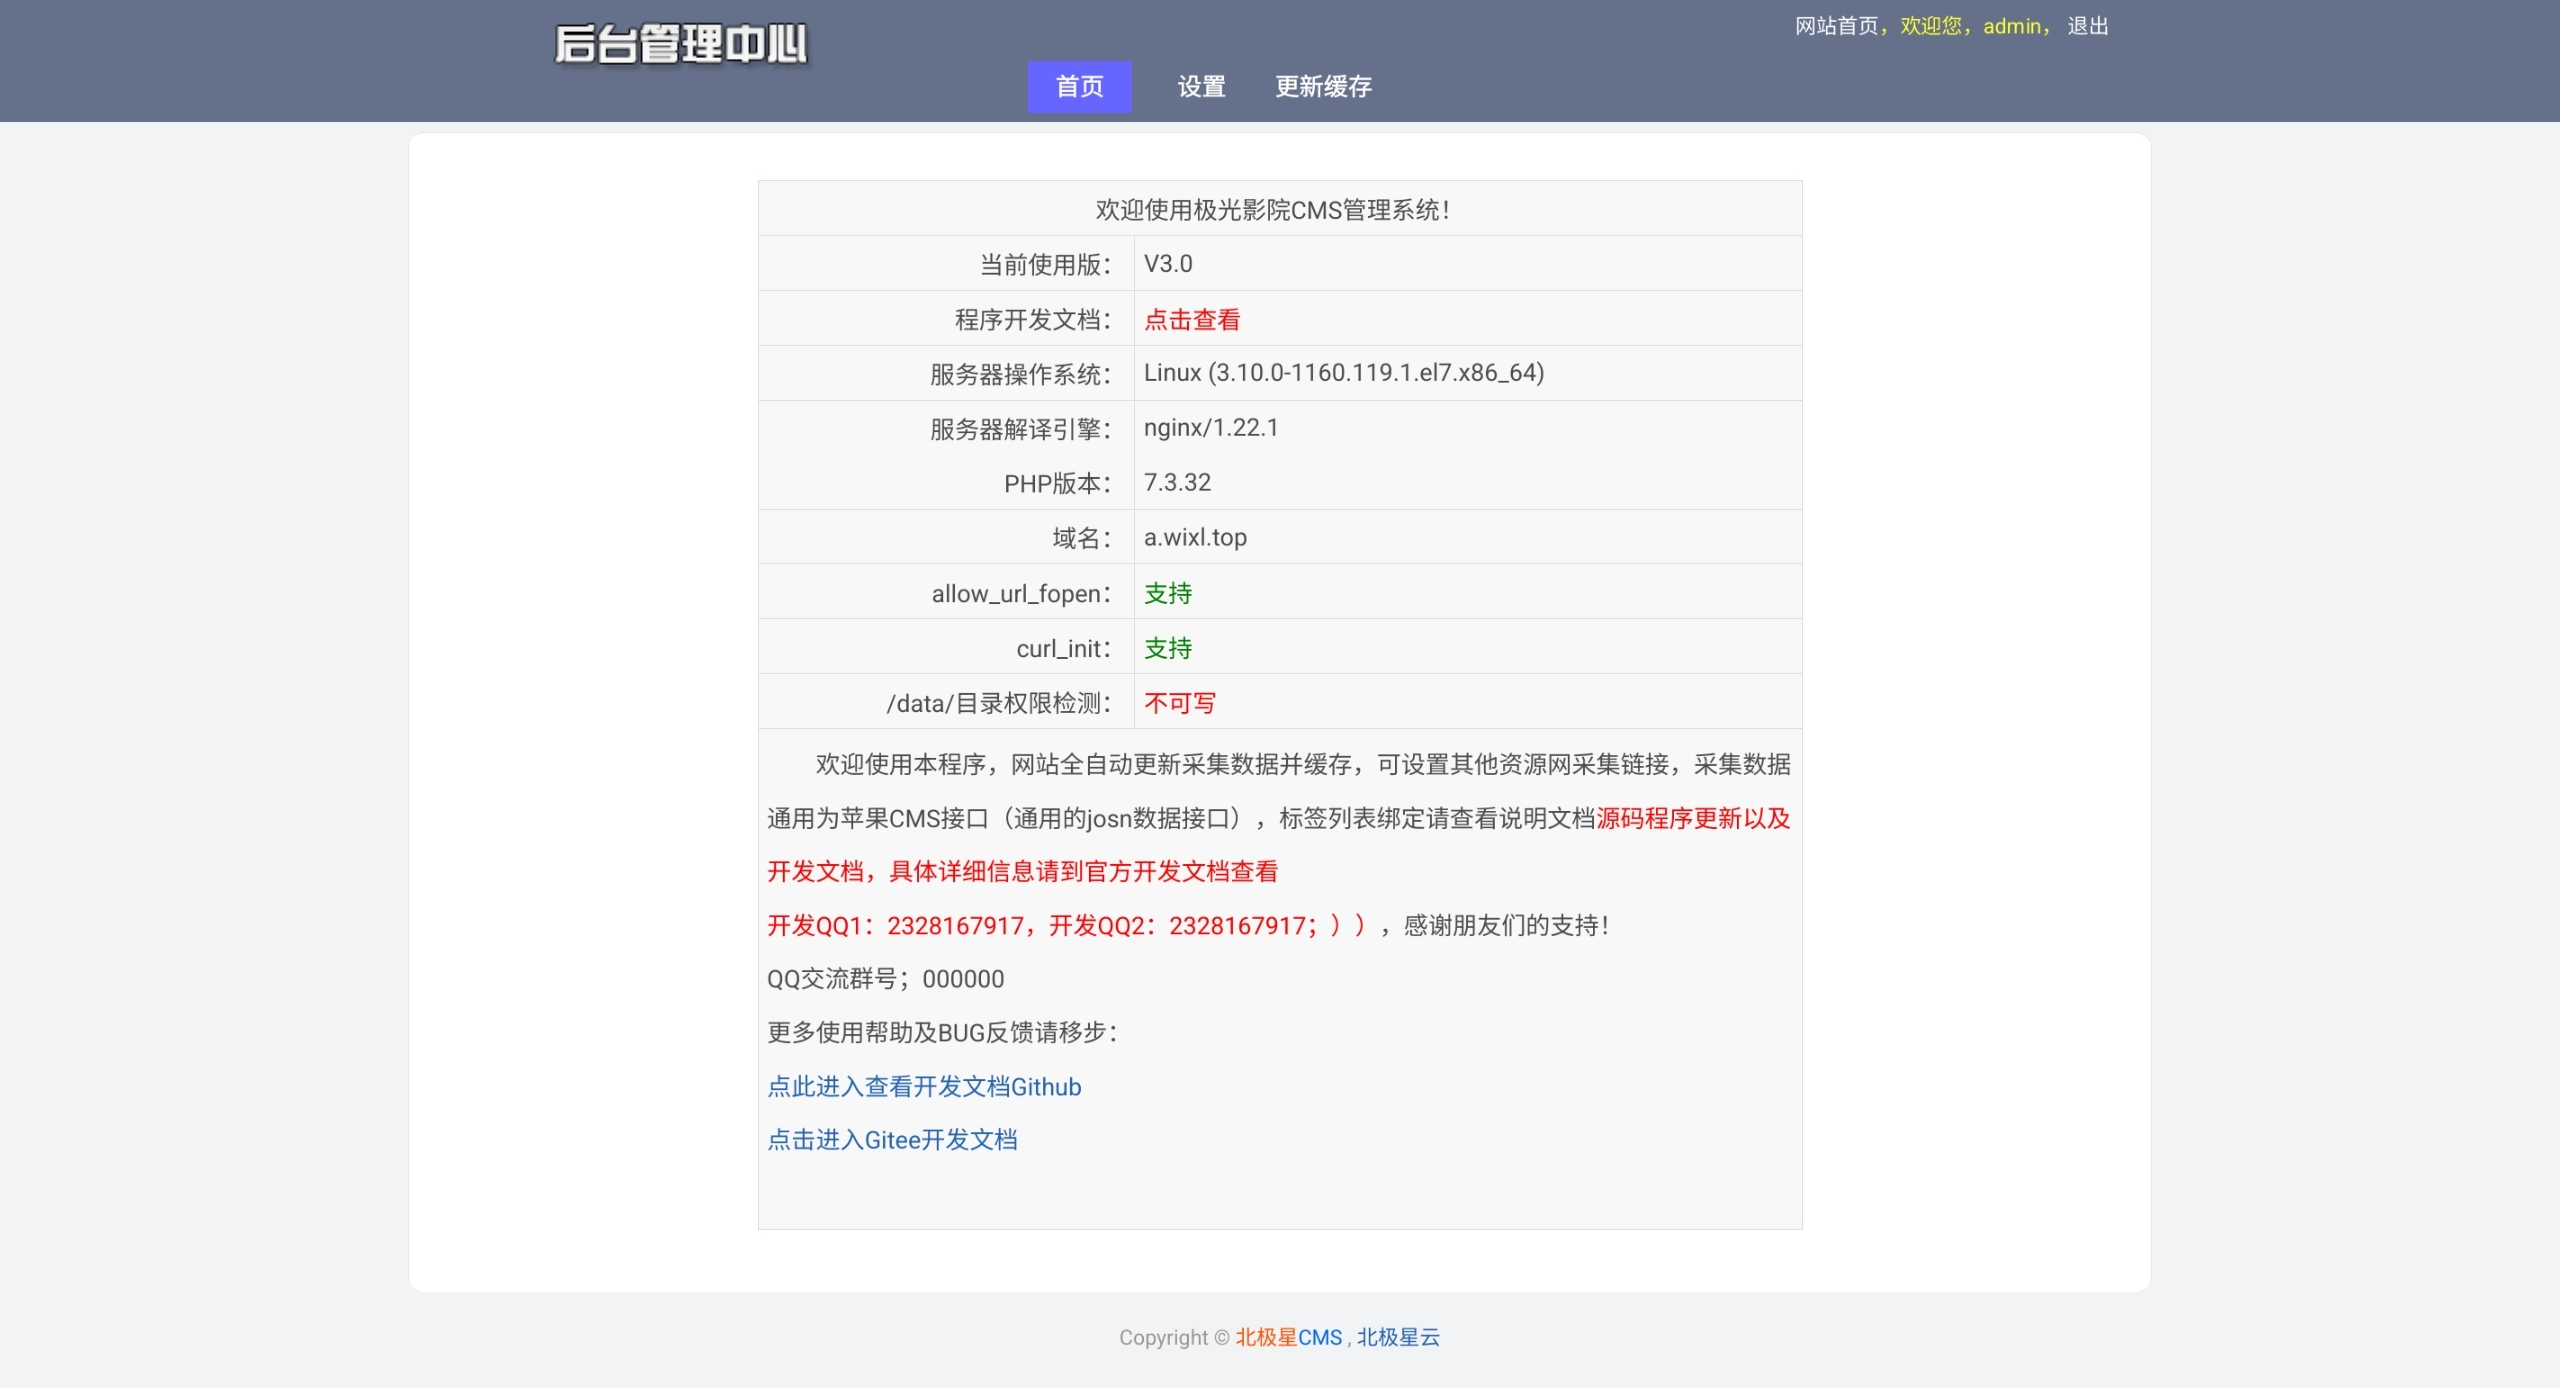 后台管理中心
网站首页，欢迎您，admin， 退出
首页 设置 更新缓存
欢迎使用极光影院CMS管理系统！
当前使用版： V3.0
程序开发文档： 点击查看
服务器操作系统： Linux (3.10.0-1160.119.1.el7.x86_64)
服务器解译引擎： nginx/1.22.1
PHP版本： 7.3.32
域名： a.wixl.top
allow_url_fopen： 支持
curl_init： 支持
/data/目录权限检测： 不可写
欢迎使用本程序，网站全自动更新采集数据并缓存，可设置其他资源网采集链接，采集数据
通用为苹果CMS接口（通用的josn数据接口），标签列表绑定请查看说明文档源码程序更新以及
开发文档，具体详细信息请到官方开发文档查看
开发QQ1：2328167917，开发QQ2：2328167917；））， 感谢朋友们的支持！
QQ交流群号；000000
更多使用帮助及BUG反馈请移步：
点此进入查看开发文档Github
点击进入Gitee开发文档
Copyright © 北极星CMS , 北极星云